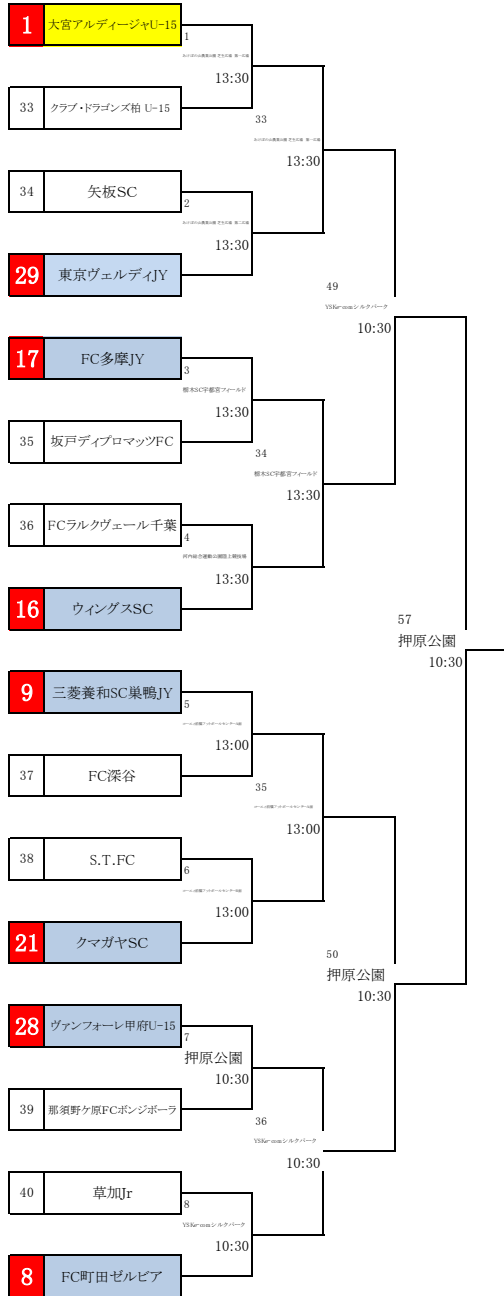 1 大宮アルディージャU-15
1
13:30
33 クラブ・ドラゴンズ柏 U-15
33
13:30
34 矢板SC
2
13:30
29 東京ヴェルディJY
49
YSKe-comシルクパーク
10:30
17 FC多摩JY
3
栃木SC宇都宮フィールド
13:30
35 坂戸ディプロマッツFC
34
栃木SC宇都宮フィールド
13:30
36 FCラルクヴェール千葉
4
13:30
16 ウィングスSC
57
押原公園
10:30
9 三菱養和SC巣鴨JY
5
13:00
37 FC深谷
35
13:00
38 S.T.FC
6
13:00
21 クマガヤSC
50
押原公園
10:30
28 ヴァンフォーレ甲府U-15
7
押原公園
10:30
39 那須野ケ原FCボンジボーラ
36
YSKe-comシルクパーク
10:30
40 草加Jr
8
YSKe-comシルクパーク
10:30
8 FC町田ゼルビア